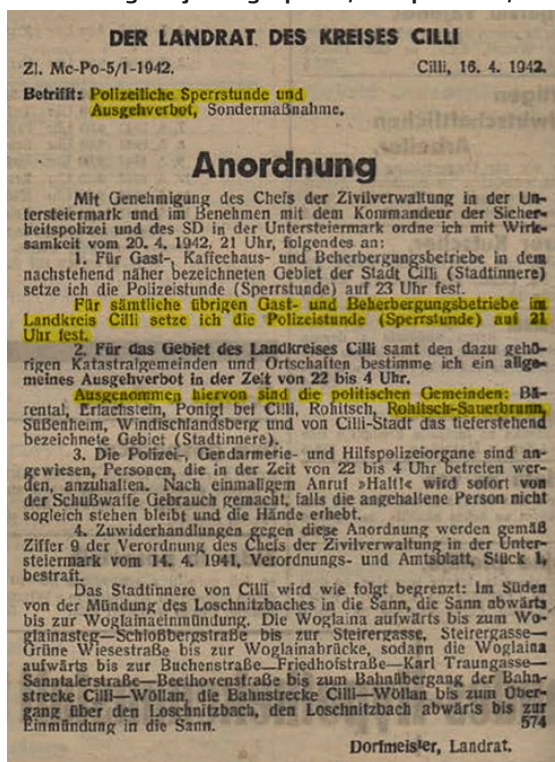 DER LANDRAT DES KREISES CILLI
Zl. Mc-Po-5/1-1942. Cilli, 16. 4. 1942.
Betrifft: Polizeiliche Sperrstunde und
Ausgehverbot, Sondermaßnahme.
Anordnung
Mit Genehmigung des Chefs der Zivilverwaltung in der Un-
tersteiermark und im Benehmen mit dem Kommandeur der Sicher-
heitspolizei und des SD in der Untersteiermark ordne ich mit Wirk-
samkeit vom 20. 4. 1942, 21 Uhr, folgendes an:
1. Für Gast-, Kaffeehaus- und Beherbergungsbetriebe in dem
nachstehend näher bezeichneten Gebiet der Stadt Cilli (Stadtinnere)
setze ich die Polizeistunde (Sperrstunde) auf 23 Uhr fest.
Für sämtliche übrigen Gast- und Beherbergungsbetriebe im
Landkreis Cilli setze ich die Polizeistunde (Sperrstunde) auf 21
Uhr fest.
2. Für das Gebiet des Landkreises Cilli samt den dazu gehö-
rigen Katastralgemeinden und Ortschaften bestimme ich ein allge-
meines Ausgehverbot in der Zeit von 22 bis 4 Uhr.
Ausgenommen hiervon sind die politischen Gemeinden: Bä-
rental, Erlachstein, Ponigl bei Cilli, Rohitsch, Rohitsch-Sauerbrunn,
Süßenheim, Windischlandsberg und von Cilli-Stadt das tieferstehend
bezeichnete Gebiet (Stadtinnere).
3. Die Polizei-, Gendarmerie- und Hilfspolizeiorgane sind an-
gewiesen, Personen, die in der Zeit von 22 bis 4 Uhr betreten wer-
den, anzuhalten. Nach einmaligem Anruf »Halt!« wird sofort von
der Schußwaffe Gebrauch gemacht, falls die angehaltene Person nicht
sogleich stehen bleibt und die Hände erhebt.
4. Zuwiderhandlungen gegen diese Anordnung werden gemäß
Ziffer 9 der Verordnung des Chefs der Zivilverwaltung in der Unter-
steiermark vom 14. 4. 1941, Verordnungs- und Amtsblatt, Stück 1,
bestraft.
Das Stadtinnere von Cilli wird wie folgt begrenzt: Im Süden
von der Mündung des Loschnitzbaches in die Sann, die Sann abwärts
bis zur Woglainaeinmündung. Die Woglaina aufwärts bis zum Wo-
glainasteg—Schloßbergstraße bis zur Steirergasse, Steirergasse—
Grüne Wiesestraße bis zur Woglainabrücke, sodann die Woglaina
aufwärts bis zur Buchenstraße—Friedhofstraße—Karl Traungasse—
Sanntalerstraße—Beethovenstraße bis zum Bahnübergang der Bahn-
strecke Cilli—Wöllan, die Bahnstrecke Cilli—Wöllan bis zum Über-
gang über den Loschnitzbach, den Loschnitzbach abwärts bis zur
Einmündung in die Sann. 574
Dorfmeister, Landrat.